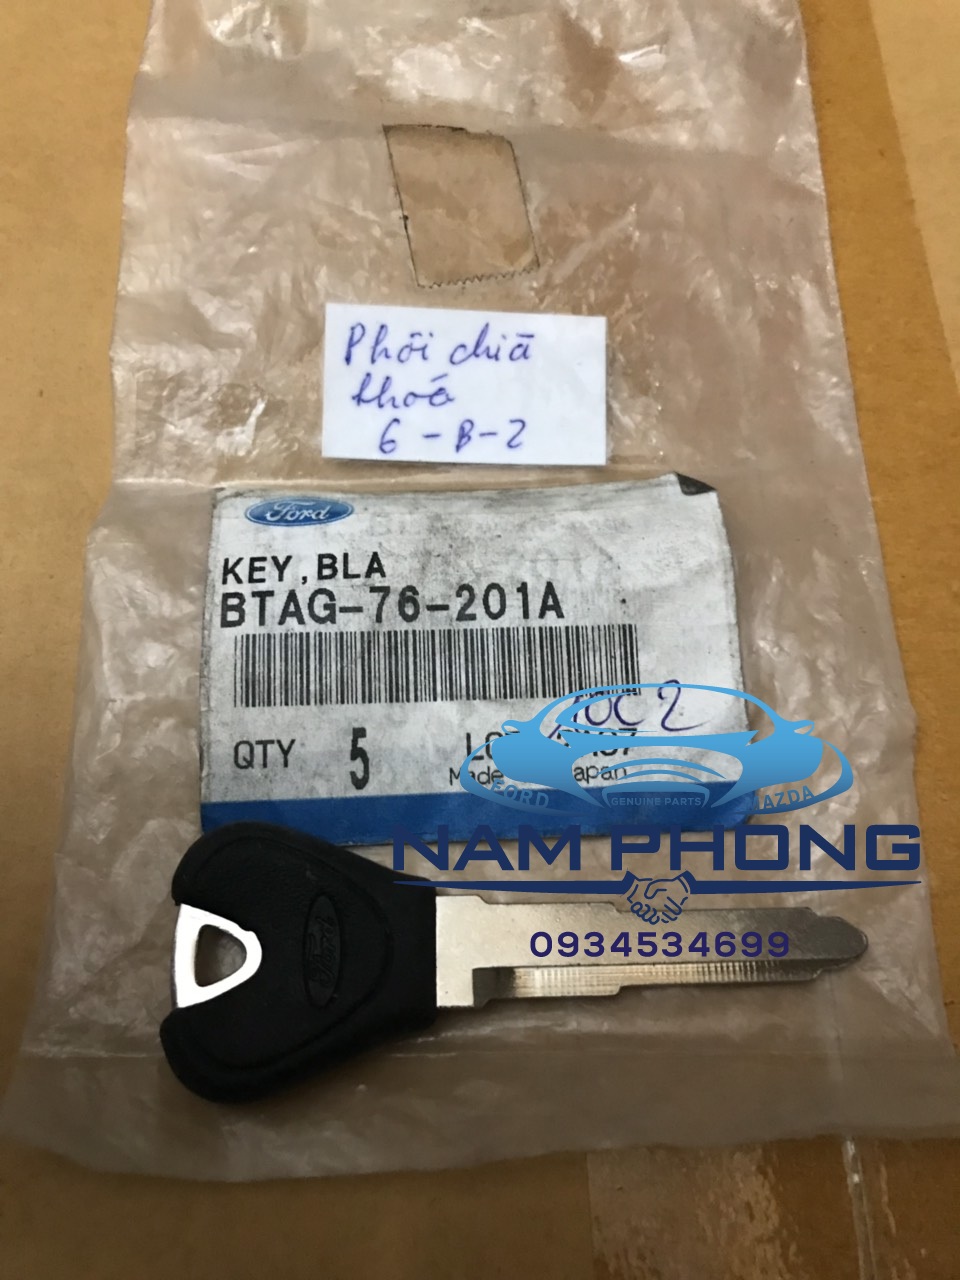 Phôi chìa
khoá
6-B-2
Ford
KEY,BLA
BTAG-76-201A
QTY 5
Made Japan
FORD
GENUINE PARTS
MAZDA
NAM PHONG
0934534699
Ford